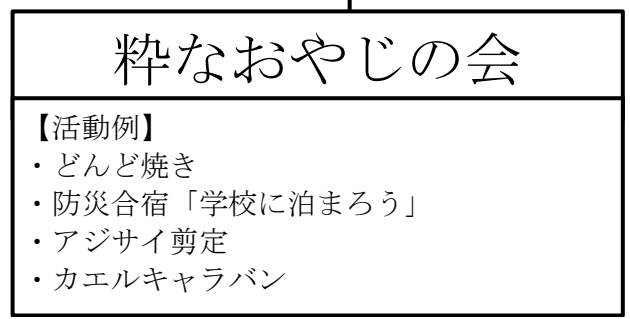 粋なおやじの会
【活動例】
・どんど焼き
・防災合宿「学校に泊まろう」
・アジサイ剪定
・カエルキャラバン